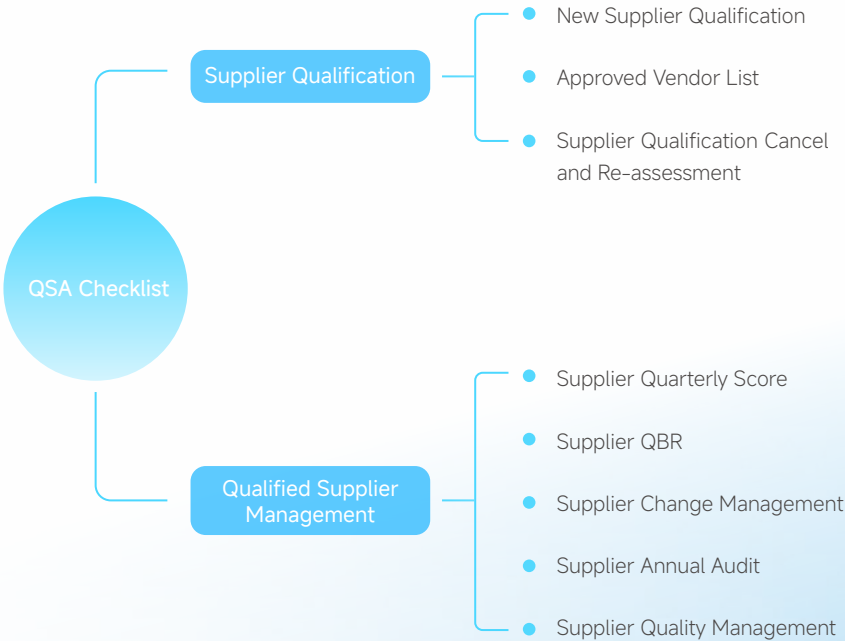 QSA Checklist
Supplier Qualification
New Supplier Qualification
Approved Vendor List
Supplier Qualification Cancel
and Re-assessment
Qualified Supplier
Management
Supplier Quarterly Score
Supplier QBR
Supplier Change Management
Supplier Annual Audit
Supplier Quality Management